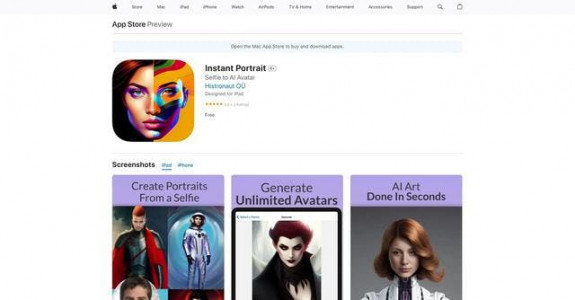 Store Mac iPad iPhone Watch AirPods TV & Home Entertainment Accessories Support
App Store Preview
Open the Mac App Store to buy and download apps.
Instant Portrait 4+
Selfie to AI Avatar
Histronaut OÜ
Designed for iPad
Free
Screenshots iPad iPhone
Create Portraits
From a Selfie
Generate
Unlimited Avatars
AI Art
Done In Seconds